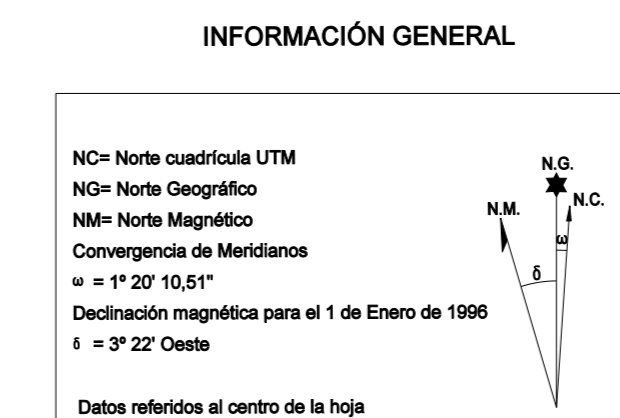 INFORMACIÓN GENERAL
NC= Norte cuadrícula UTM
NG= Norte Geográfico
NM= Norte Magnético
Convergencia de Meridianos
ω = 1º 20' 10,51"
Declinación magnética para el 1 de Enero de 1996
δ = 3º 22' Oeste
Datos referidos al centro de la hoja
N.G.
N.C.
N.M.
ω
δ